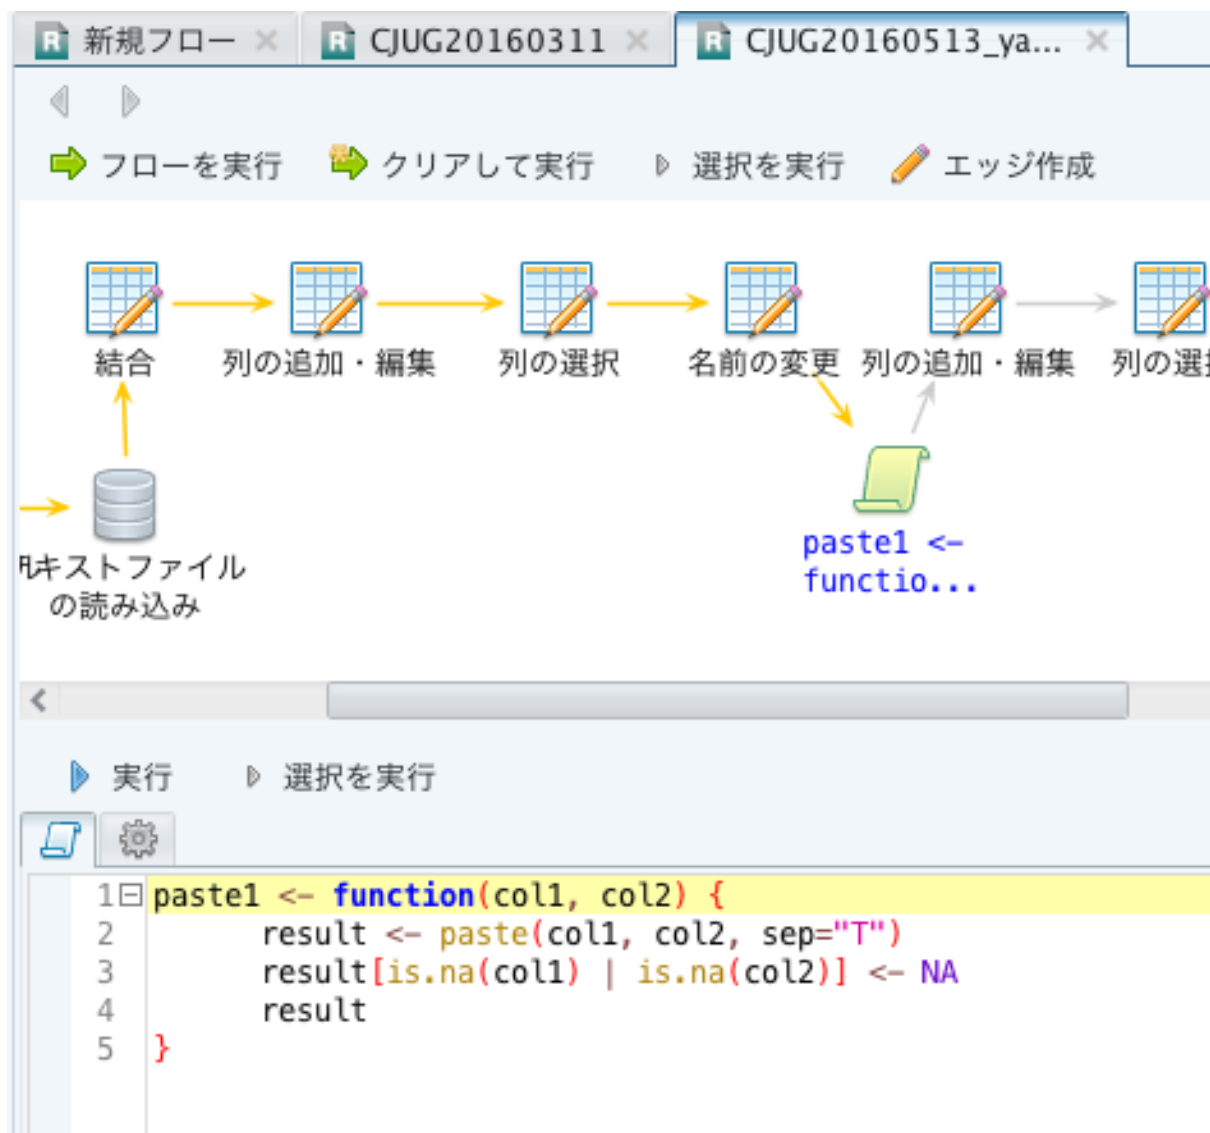 新規フロー
CJUG20160311
CJUG20160513_ya...
フローを実行 クリアして実行 選択を実行 エッジ作成
結合 列の追加・編集 列の選択 名前の変更 列の追加・編集 列の選
キストファイル
の読み込み
paste1 <-
functio...
実行 選択を実行
1 paste1 <- function(col1, col2) {
2 result <- paste(col1, col2, sep="T")
3 result[is.na(col1) | is.na(col2)] <- NA
4 result
5 }